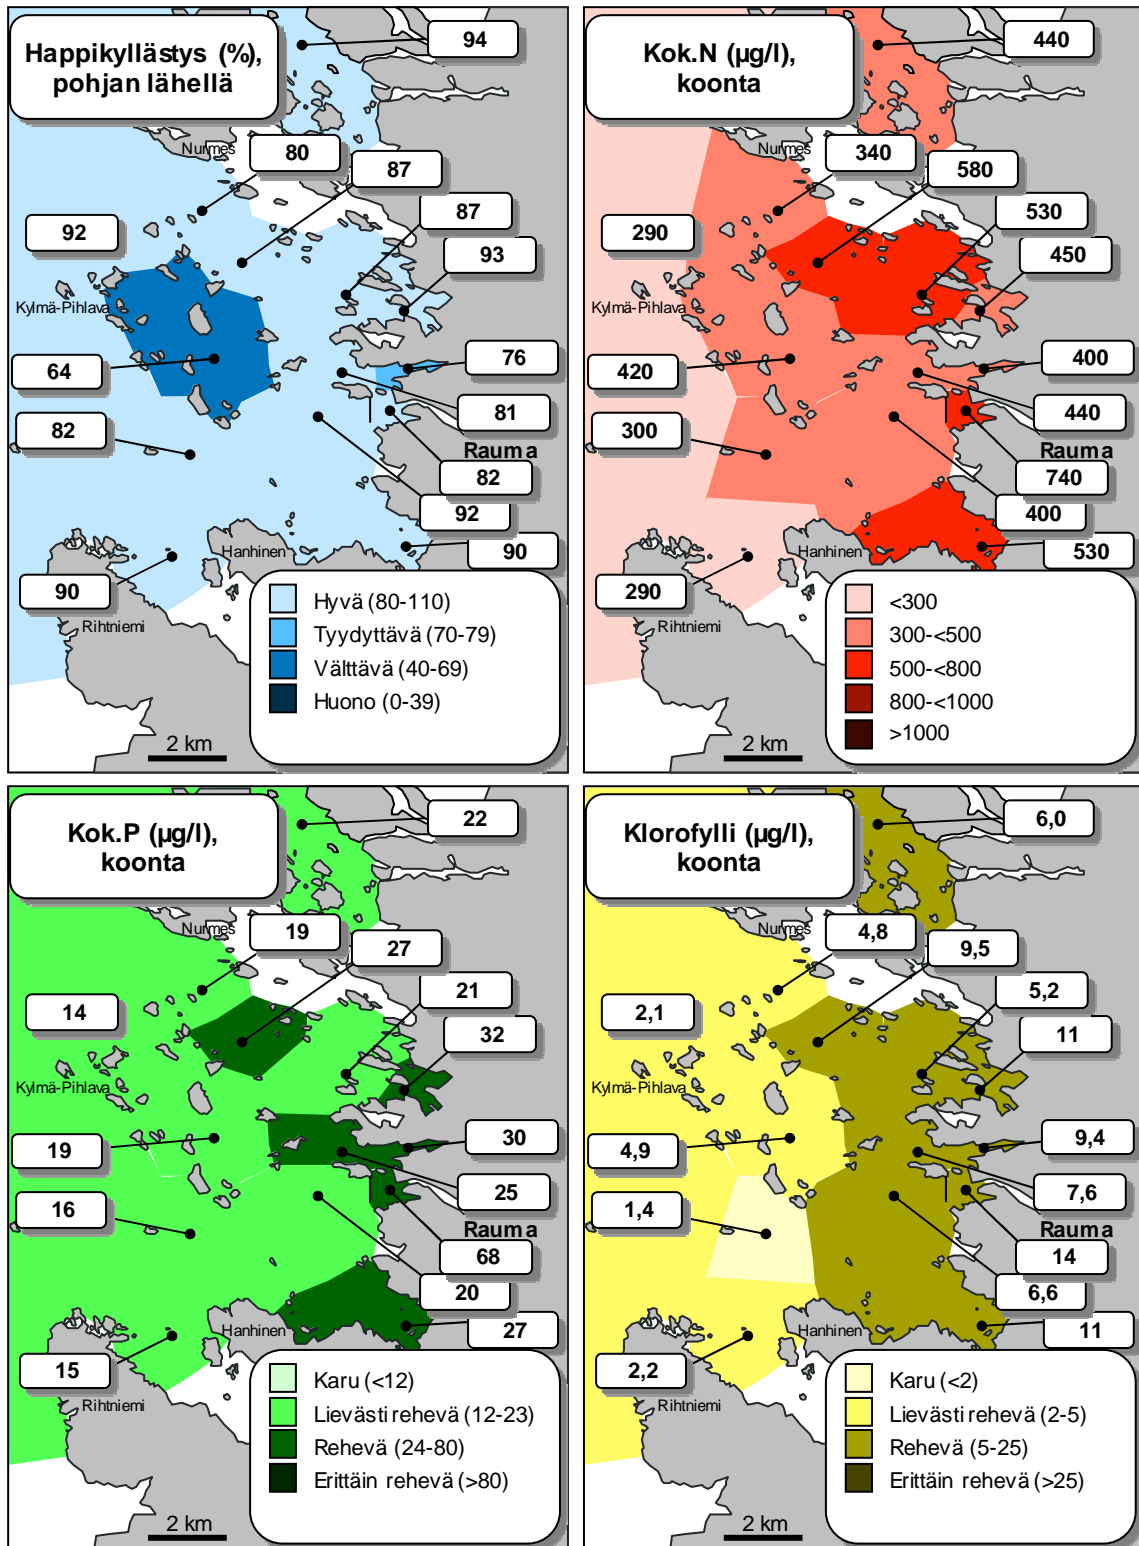 Happikyllästys (%),
pohjan lähellä
94
Nurmes
80
87
92
87
93
Kylmä-Pihlava
64
76
81
82
Rauma
82
92
Hanhinen
90
90
Rihtniemi
Hyvä (80-110)
Tyydyttävä (70-79)
Välttävä (40-69)
Huono (0-39)
2 km
Kok.N (µg/l),
koonta
440
Nurmes
340
580
290
530
450
Kylmä-Pihlava
420
400
440
300
Rauma
740
400
Hanhinen
530
290
Rihtniemi
<300
300-<500
500-<800
800-<1000
>1000
2 km
Kok.P (µg/l),
koonta
22
Nurmes
19
27
14
21
32
Kylmä-Pihlava
19
30
25
16
Rauma
68
20
Hanhinen
27
15
Rihtniemi
Karu (<12)
Lievästi rehevä (12-23)
Rehevä (24-80)
Erittäin rehevä (>80)
2 km
Klorofylli (µg/l),
koonta
6,0
Nurmes
4,8
9,5
2,1
5,2
11
Kylmä-Pihlava
4,9
9,4
7,6
1,4
Rauma
14
6,6
Hanhinen
11
2,2
Rihtniemi
Karu (<2)
Lievästi rehevä (2-5)
Rehevä (5-25)
Erittäin rehevä (>25)
2 km